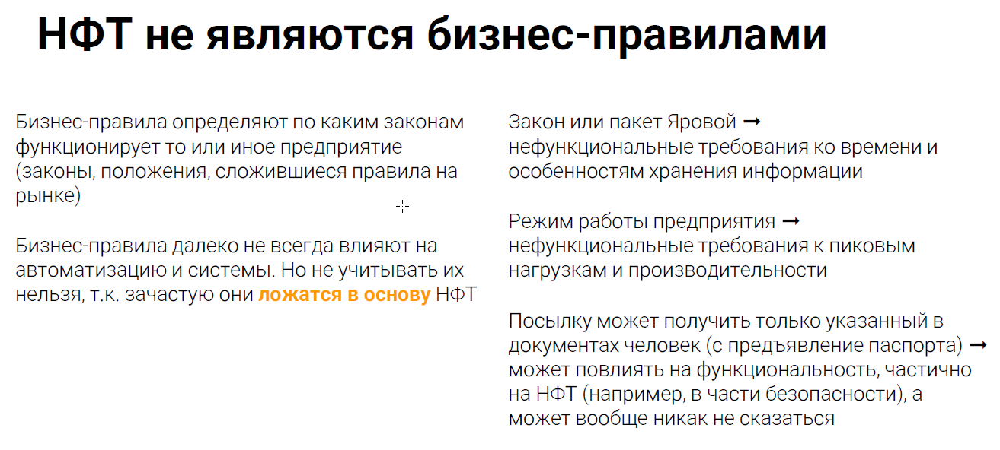 НФТ не являются бизнес-правилами
Бизнес-правила определяют по каким законам
функционирует то или иное предприятие
(законы, положения, сложившиеся правила на
рынке)
Бизнес-правила далеко не всегда влияют на
автоматизацию и системы. Но не учитывать их
нельзя, т.к. зачастую они ложатся в основу НФТ
Закон или пакет Яровой ➞
нефункциональные требования ко времени и
особенностям хранения информации
Режим работы предприятия ➞
нефункциональные требования к пиковым
нагрузкам и производительности
Посылку может получить только указанный в
документах человек (с предъявление паспорта) ➞
может повлиять на функциональность, частично
на НФТ (например, в части безопасности), а
может вообще никак не сказаться